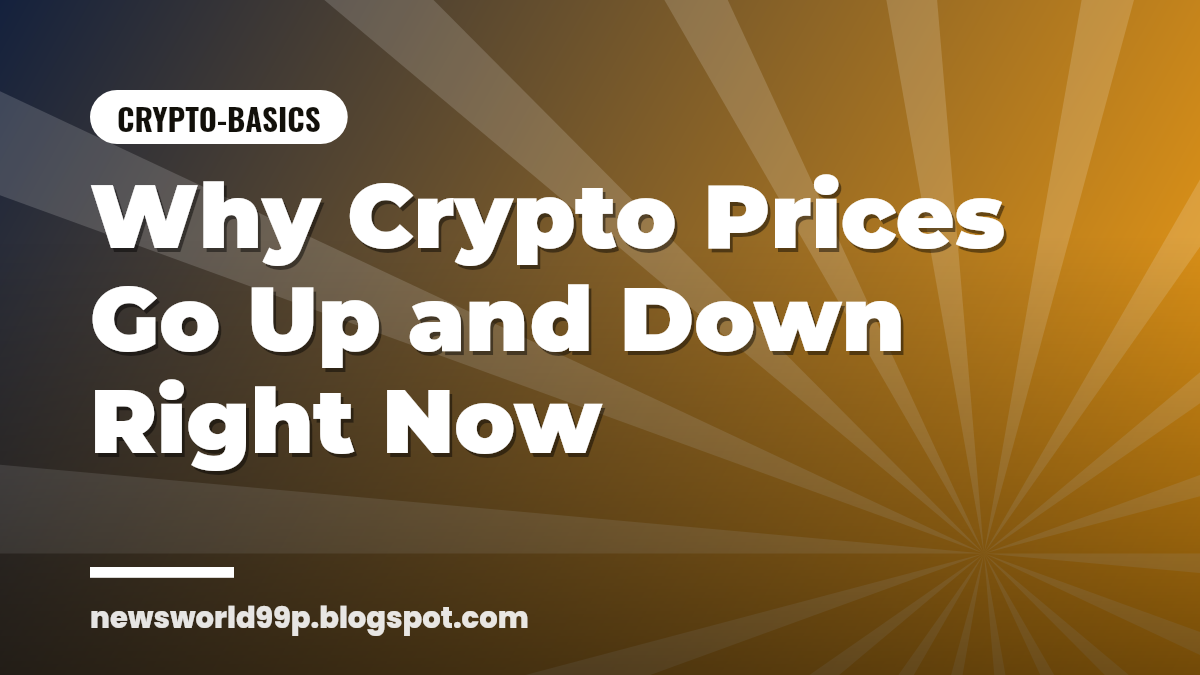 CRYPTO-BASICS
Why Crypto Prices
Go Up and Down
Right Now
newsworld99p.blogspot.com